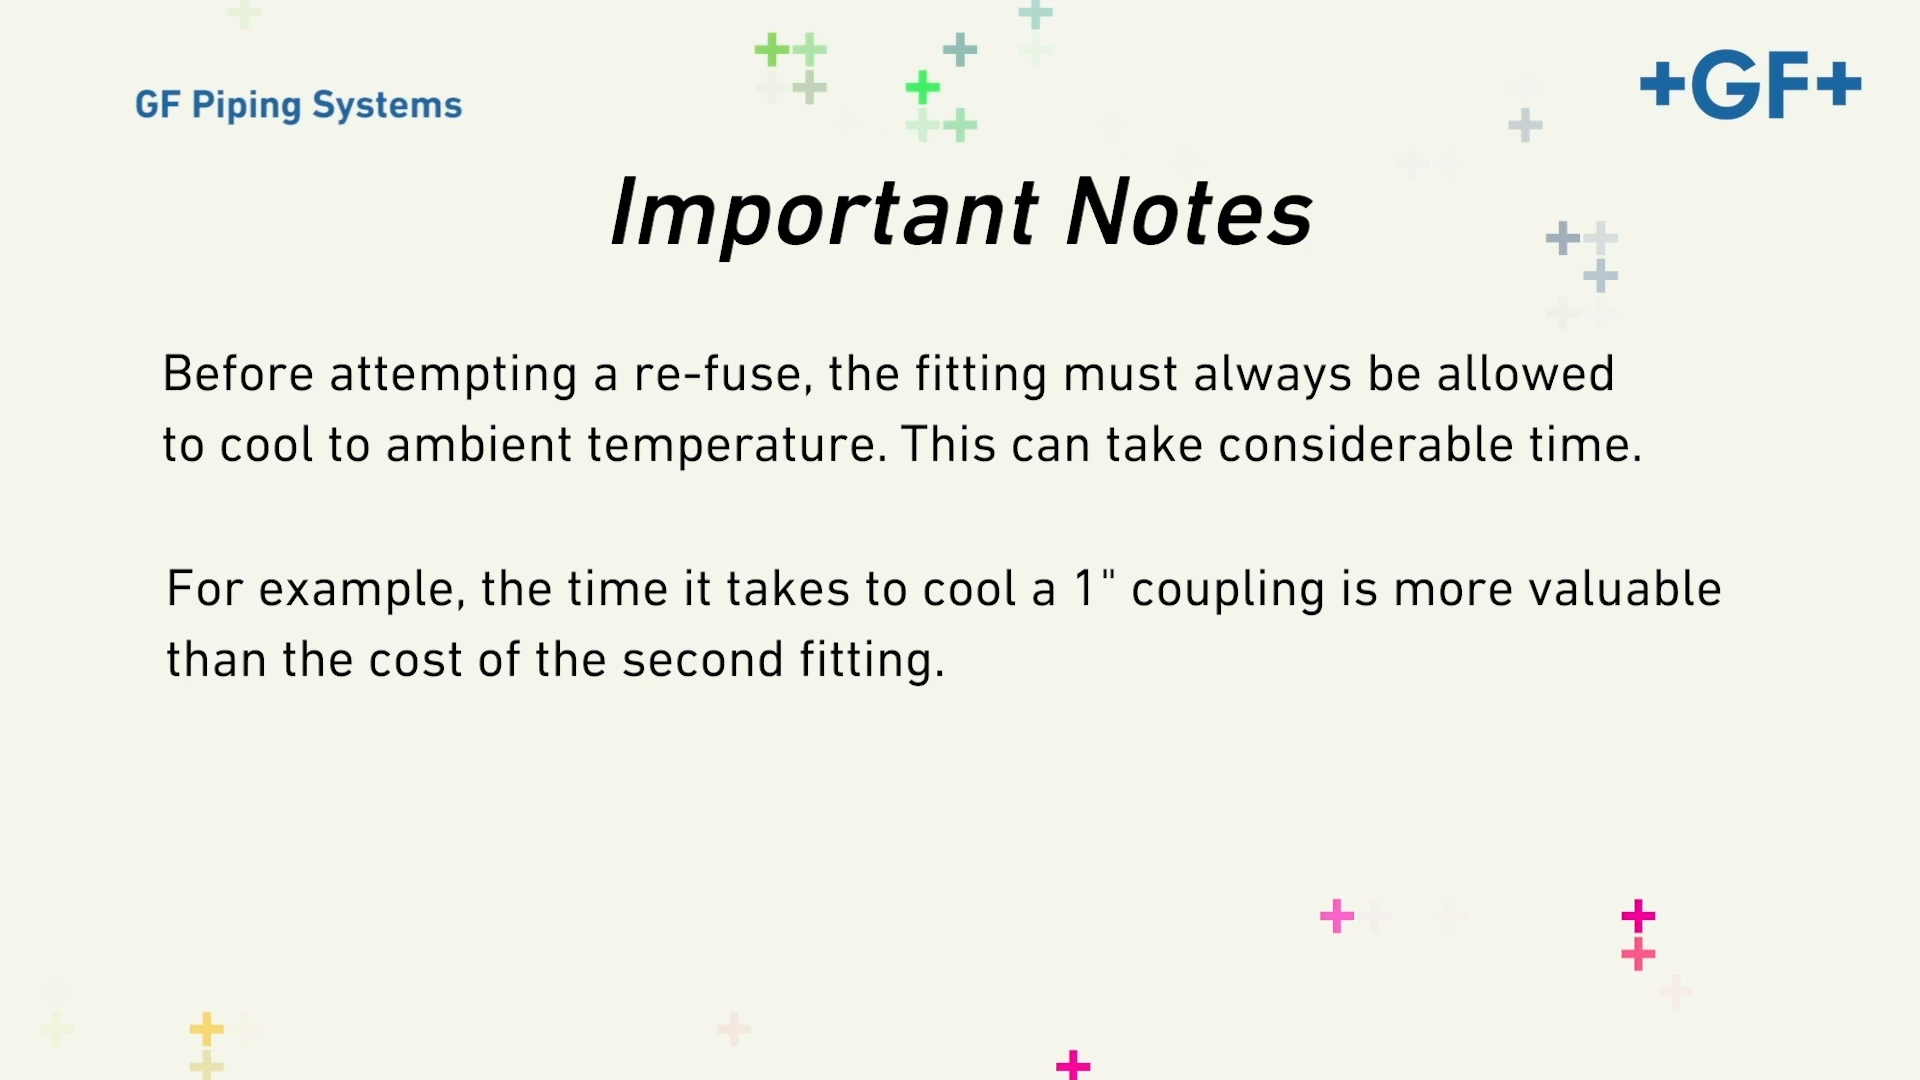 GF Piping Systems
+GF+
Important Notes
Before attempting a re-fuse, the fitting must always be allowed
to cool to ambient temperature. This can take considerable time.
For example, the time it takes to cool a 1" coupling is more valuable
than the cost of the second fitting.